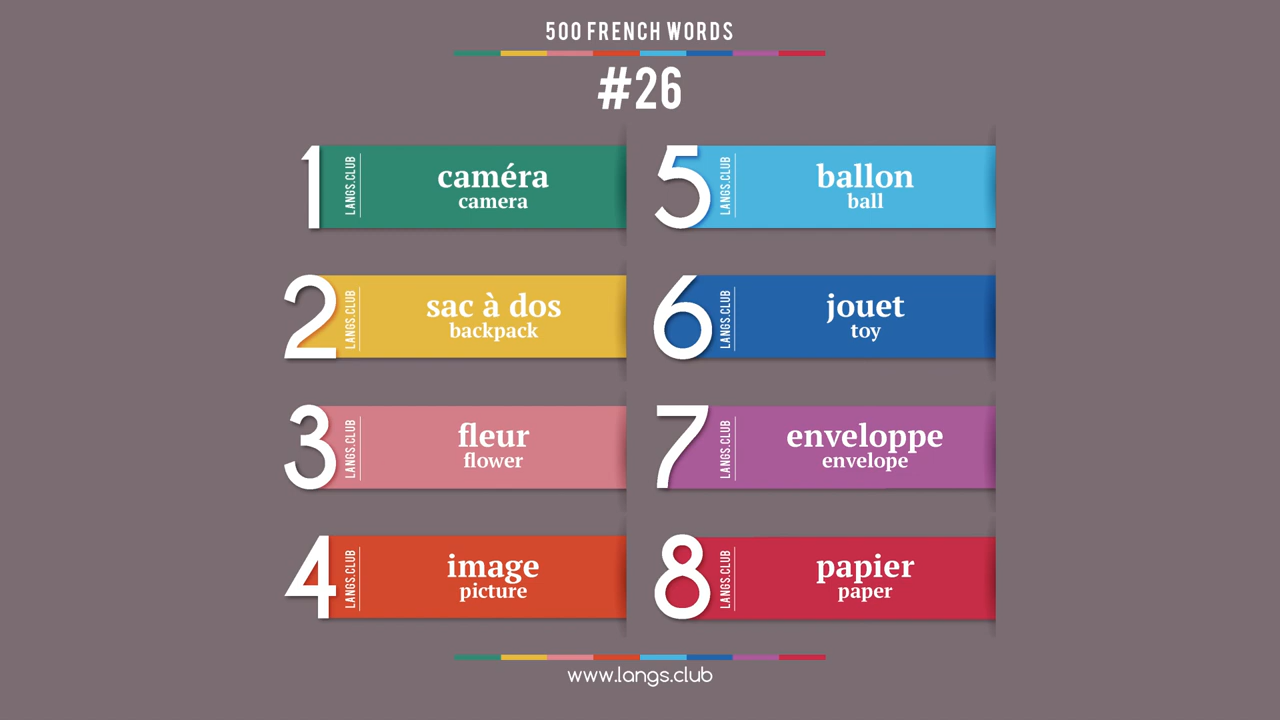 500 FRENCH WORDS
#26
1
LANGS.CLUB
caméra
camera
2
LANGS.CLUB
sac à dos
backpack
3
LANGS.CLUB
fleur
flower
4
LANGS.CLUB
image
picture
5
LANGS.CLUB
ballon
ball
6
LANGS.CLUB
jouet
toy
7
LANGS.CLUB
enveloppe
envelope
8
LANGS.CLUB
papier
paper
www.langs.club